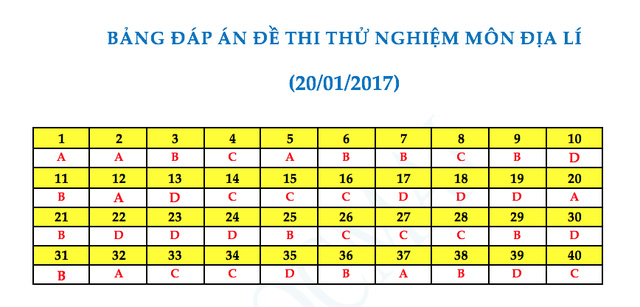 BẢNG ĐÁP ÁN ĐỀ THI THỬ NGHIỆM MÔN ĐỊA LÍ
(20/01/2017)
1 2 3 4 5 6 7 8 9 10
A A B C A B B C B D
11 12 13 14 15 16 17 18 19 20
B A D C C C D D D A
21 22 23 24 25 26 27 28 29 30
B D D D B C C C B D
31 32 33 34 35 36 37 38 39 40
B A C C D B A B D C